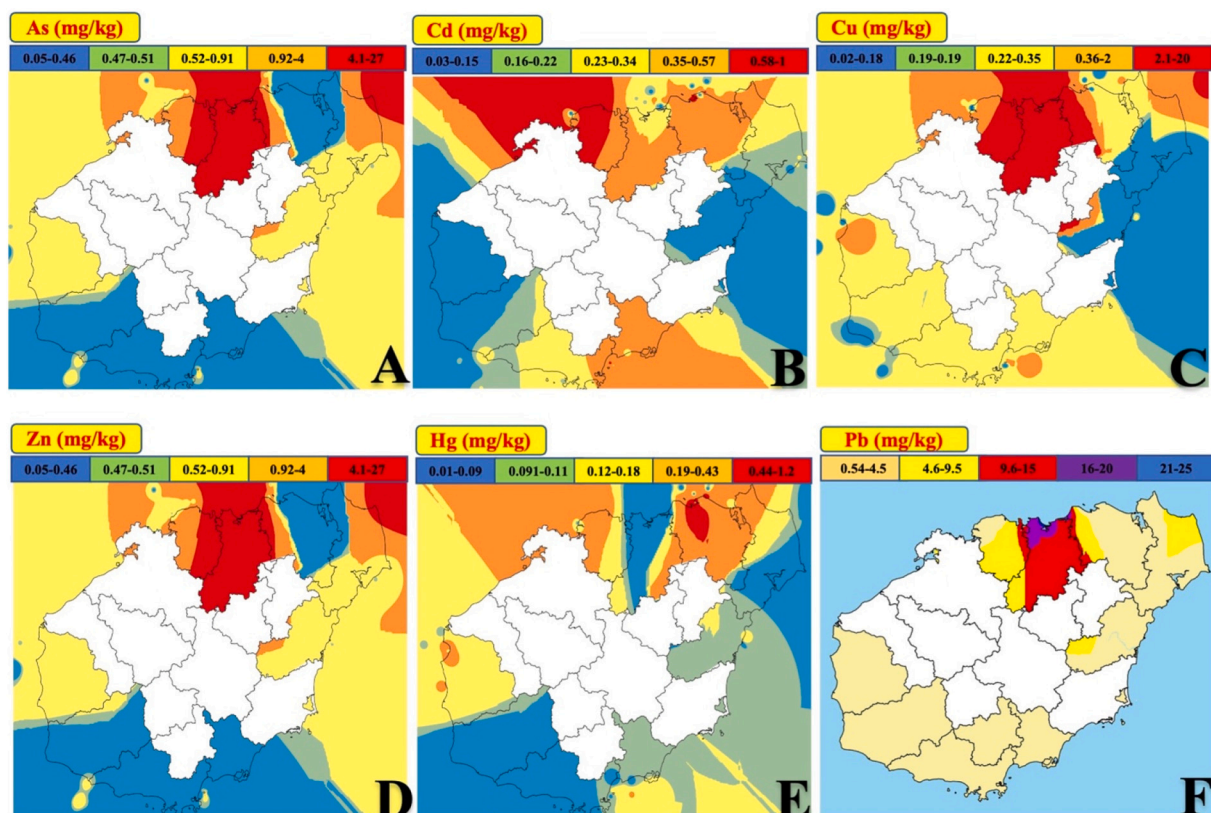 As (mg/kg)
0.05-0.46 0.47-0.51 0.52-0.91 0.92-4 4.1-27
A
Cd (mg/kg)
0.03-0.15 0.16-0.22 0.23-0.34 0.35-0.57 0.58-1
B
Cu (mg/kg)
0.02-0.18 0.19-0.19 0.22-0.35 0.36-2 2.1-20
C
Zn (mg/kg)
0.05-0.46 0.47-0.51 0.52-0.91 0.92-4 4.1-27
D
Hg (mg/kg)
0.01-0.09 0.091-0.11 0.12-0.18 0.19-0.43 0.44-1.2
E
Pb (mg/kg)
0.54-4.5 4.6-9.5 9.6-15 16-20 21-25
F